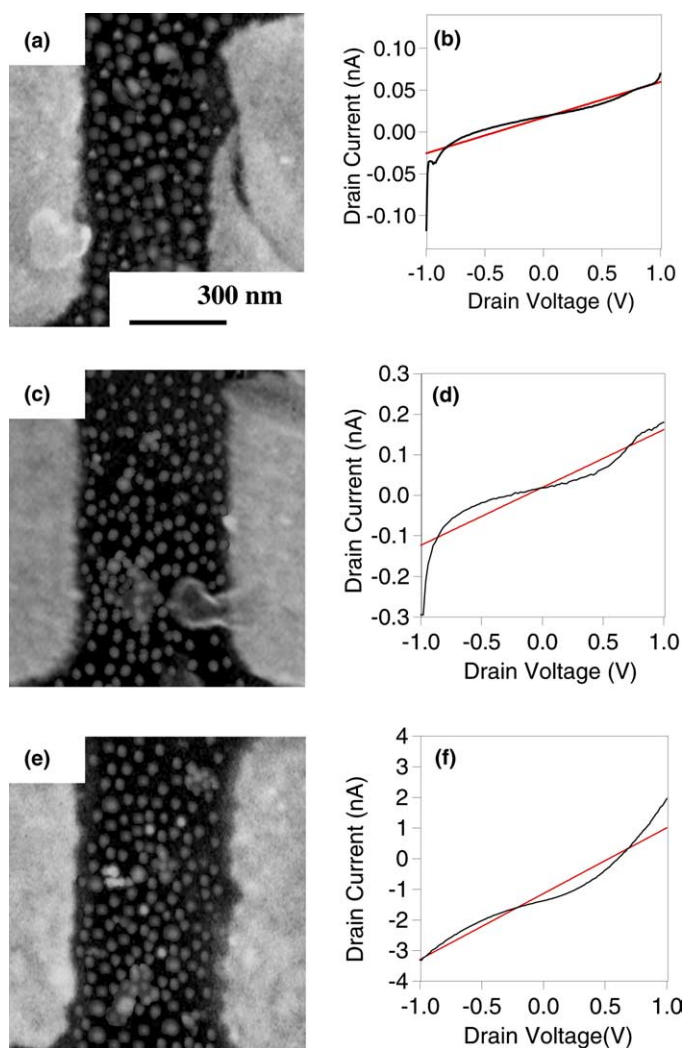 (a)
300 nm
(b)
Drain Current (nA)
0.10
0.05
0.00
-0.05
-0.10
-1.0 -0.5 0.0 0.5 1.0
Drain Voltage (V)
(c)
(d)
Drain Current (nA)
0.3
0.2
0.1
0.0
-0.1
-0.2
-0.3
-1.0 -0.5 0.0 0.5 1.0
Drain Voltage (V)
(e)
(f)
Drain Current (nA)
4
3
2
1
0
-1
-2
-3
-4
-1.0 -0.5 0.0 0.5 1.0
Drain Voltage(V)